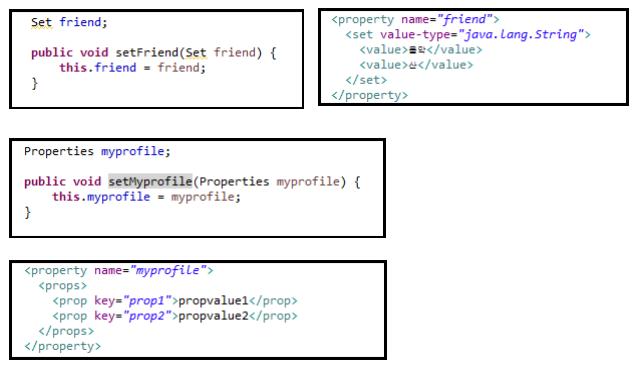 Set friend;
public void setFriend(Set friend) {
this.friend = friend;
}
<property name="friend">
<set value-type="java.lang.String">
<value></value>
<value>산</value>
</set>
</property>
Properties myprofile;
public void setMyprofile(Properties myprofile) {
this.myprofile = myprofile;
}
<property name="myprofile">
<props>
<prop key="prop1">propvalue1</prop>
<prop key="prop2">propvalue2</prop>
</props>
</property>